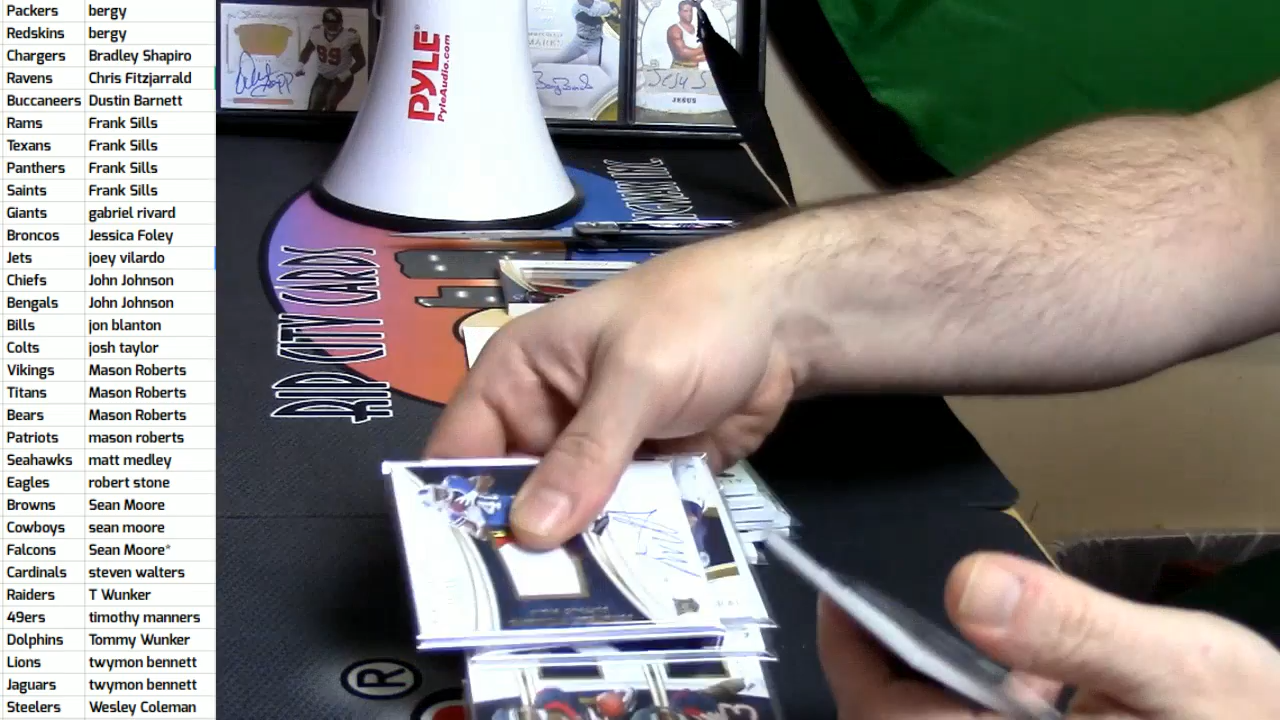 Packers bergy
Redskins bergy
Chargers Bradley Shapiro
Ravens Chris Fitzjarrald
Buccaneers Dustin Barnett
Rams Frank Sills
Texans Frank Sills
Panthers Frank Sills
Saints Frank Sills
Giants gabriel rivard
Broncos Jessica Foley
Jets joey vilardo
Chiefs John Johnson
Bengals John Johnson
Bills jon blanton
Colts josh taylor
Vikings Mason Roberts
Titans Mason Roberts
Bears Mason Roberts
Patriots mason roberts
Seahawks matt medley
Eagles robert stone
Browns Sean Moore
Cowboys sean moore
Falcons Sean Moore*
Cardinals steven walters
Raiders T Wunker
49ers timothy manners
Dolphins Tommy Wunker
Lions twymon bennett
Jaguars twymon bennett
Steelers Wesley Coleman
PYLE
PyleAudio.com
99
JESUS
RIP CITY CARDS
®